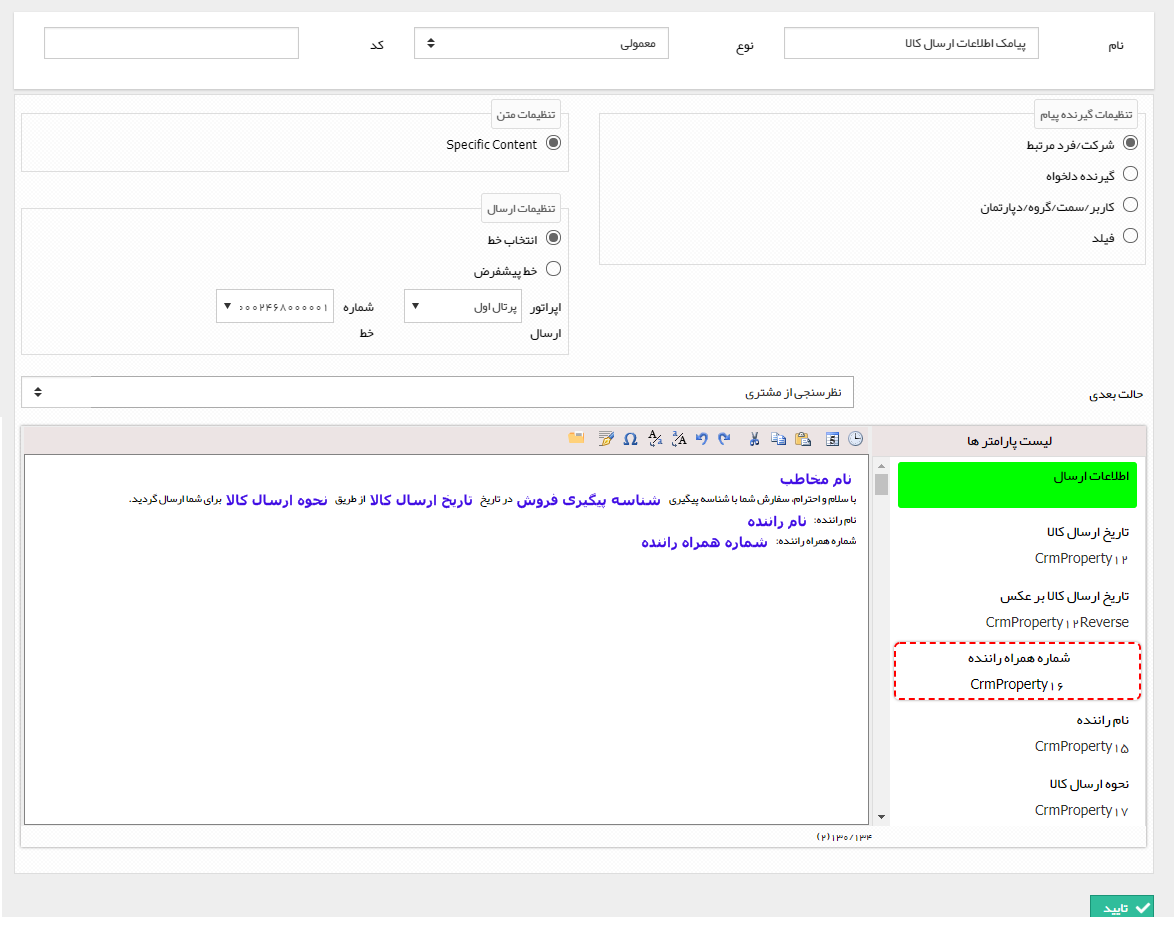 نام
پیامک اطلاعات ارسال کالا
نوع
معمولی
کد
تنظیمات گیرنده پیام
شرکت/فرد مرتبط
گیرنده دلخواه
کاربر/سمت/گروه/دپارتمان
فیلد
تنظیمات متن
Specific Content
تنظیمات ارسال
انتخاب خط
خط پیشفرض
اپراتور ارسال
پرتال اول
شماره خط
۰۰۰۲۴۶۸۰۰۰۰۰۱
حالت بعدی
نظرسنجی از مشتری
لیست پارامتر ها
اطلاعات ارسال
تاریخ ارسال کالا
CrmProperty۱۲
تاریخ ارسال کالا بر عکس
CrmProperty۱۲Reverse
شماره همراه راننده
CrmProperty۱۶
نام راننده
CrmProperty۱۵
نحوه ارسال کالا
CrmProperty۱۷
نام مخاطب
با سلام و احترام، سفارش شما با شناسه پیگیری شناسه پیگیری فروش در تاریخ تاریخ ارسال کالا از طریق نحوه ارسال کالا برای شما ارسال گردید.
نام راننده: نام راننده
شماره همراه راننده: شماره همراه راننده
۱۳۰/۱۳۴(۲)
تایید